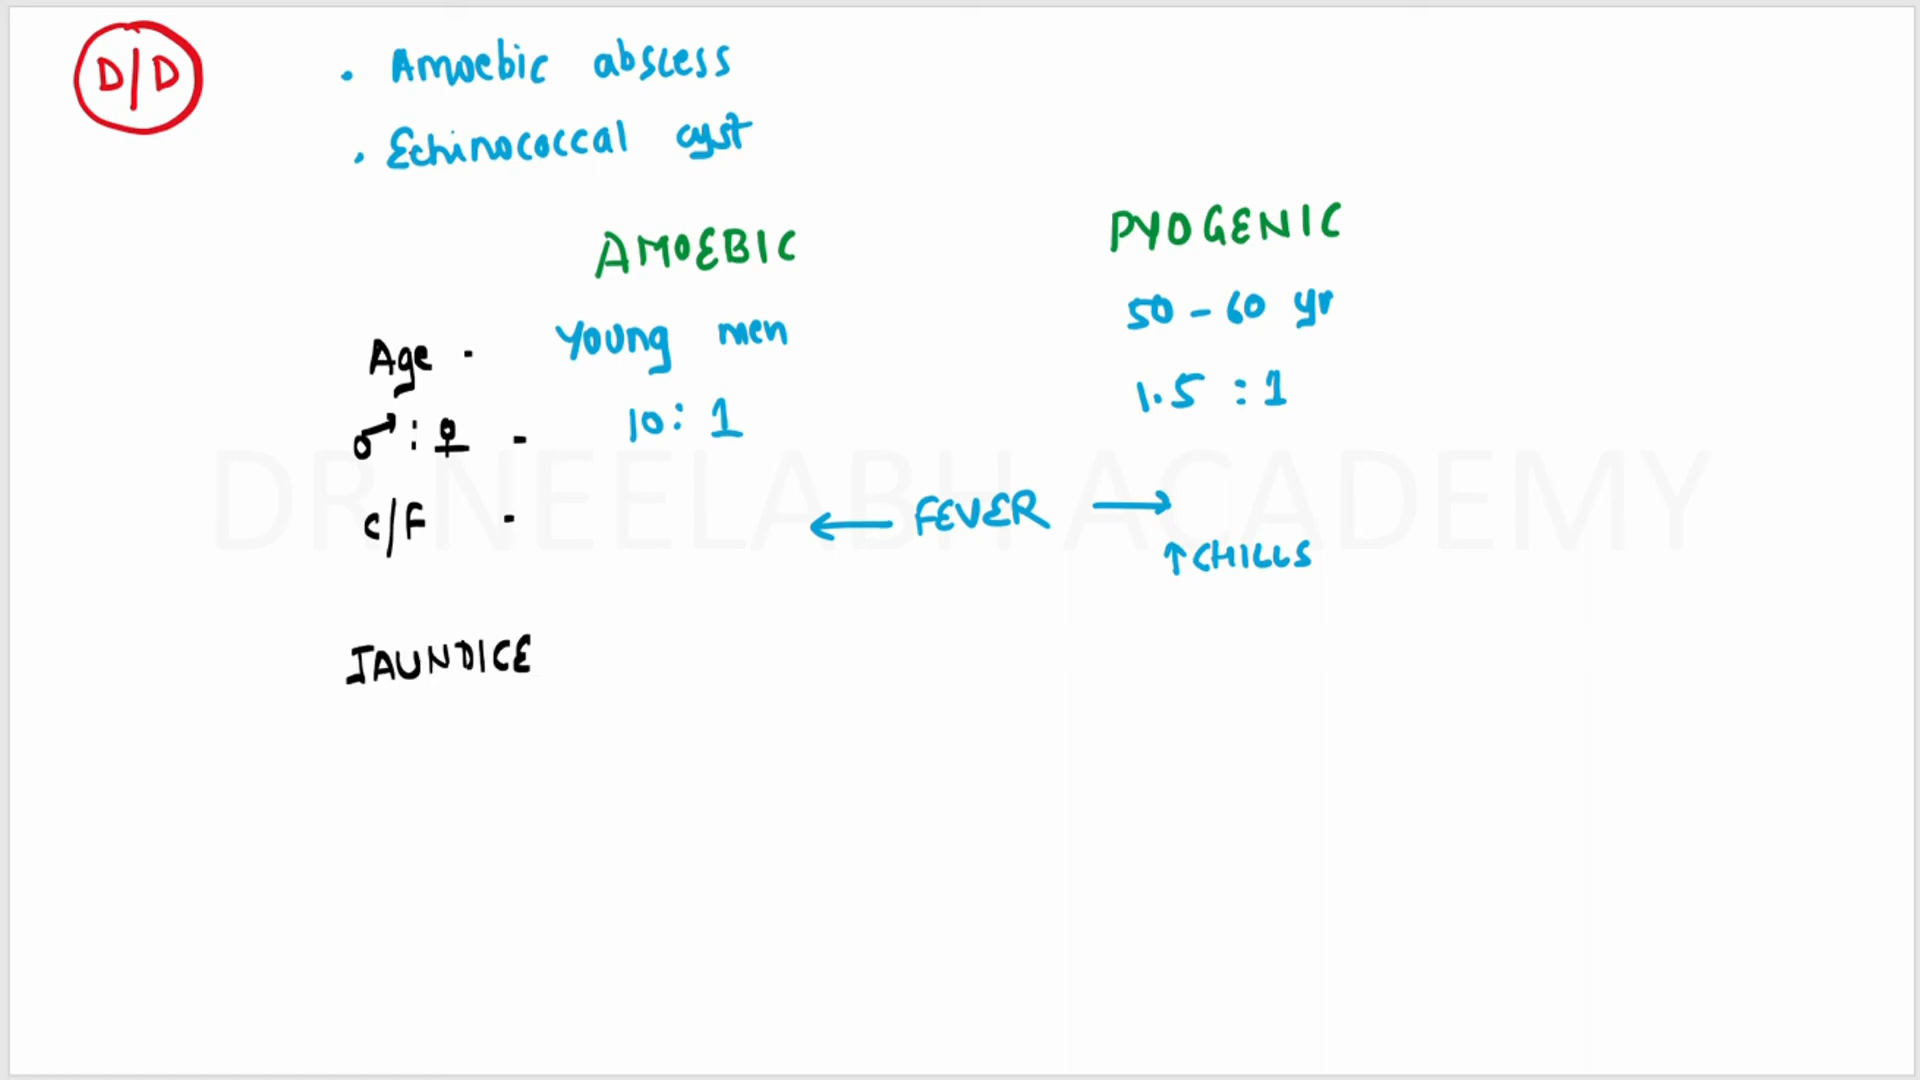 D/D
• Amoebic abscess
• Echinococcal cyst
AMOEBIC PYOGENIC
Age - Young men 50-60 yr
♂ : ♀ - 10 : 1 1.5 : 1
C/F - ← FEVER →
↑ CHILLS
JAUNDICE
DR NEELABH ACADEMY